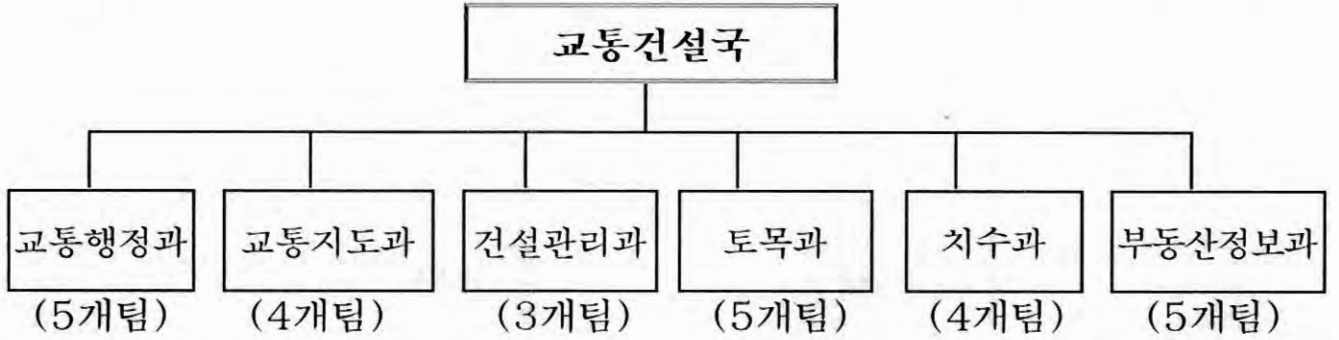 교통건설국
교통행정과 교통지도과 건설관리과 토목과 치수과 부동산정보과
(5개팀) (4개팀) (3개팀) (5개팀) (4개팀) (5개팀)